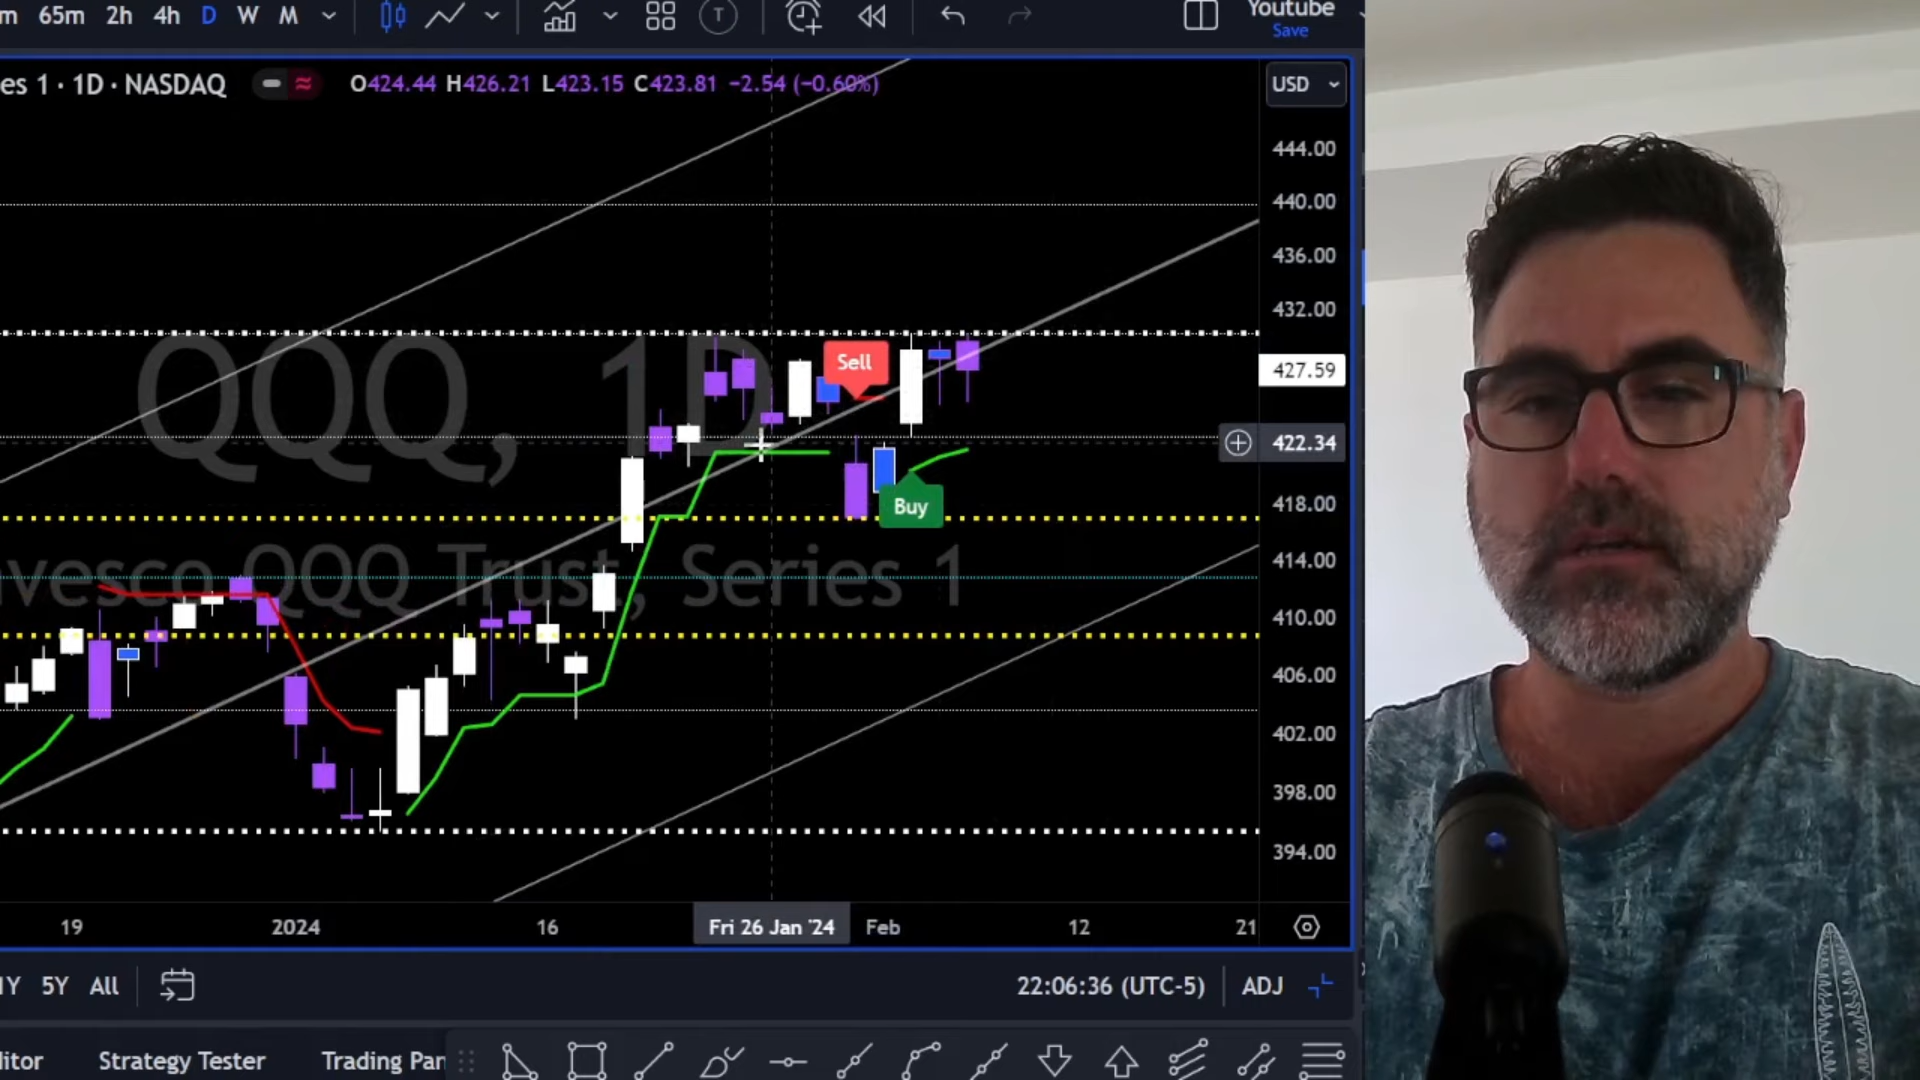 m 65m 2h 4h D W M T Youtube
Save
es 1 · 1D · NASDAQ O424.44 H426.21 L423.15 C423.81 −2.54 (−0.60%) USD
444.00
440.00
436.00
432.00
QQQ, 1D
Sell
427.59
422.34
Buy
418.00
Invesco QQQ Trust, Series 1
414.00
410.00
406.00
402.00
398.00
394.00
19 2024 16 Fri 26 Jan '24 Feb 12 21
1Y 5Y All 22:06:36 (UTC-5) ADJ
itor Strategy Tester Trading Pan